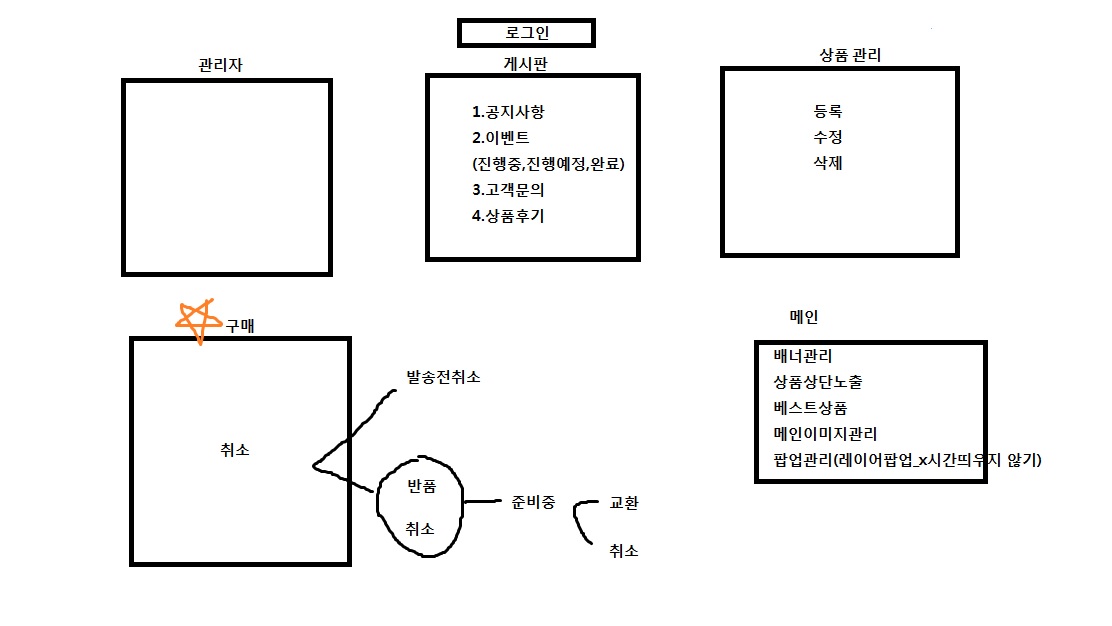 로그인
관리자
게시판
상품 관리
1.공지사항
2.이벤트
(진행중,진행예정,완료)
3.고객문의
4.상품후기
등록
수정
삭제
구매
취소
발송전취소
반품
취소
준비중
교환
취소
메인
배너관리
상품상단노출
베스트상품
메인이미지관리
팝업관리(레이어팝업_x시간띄우지 않기)